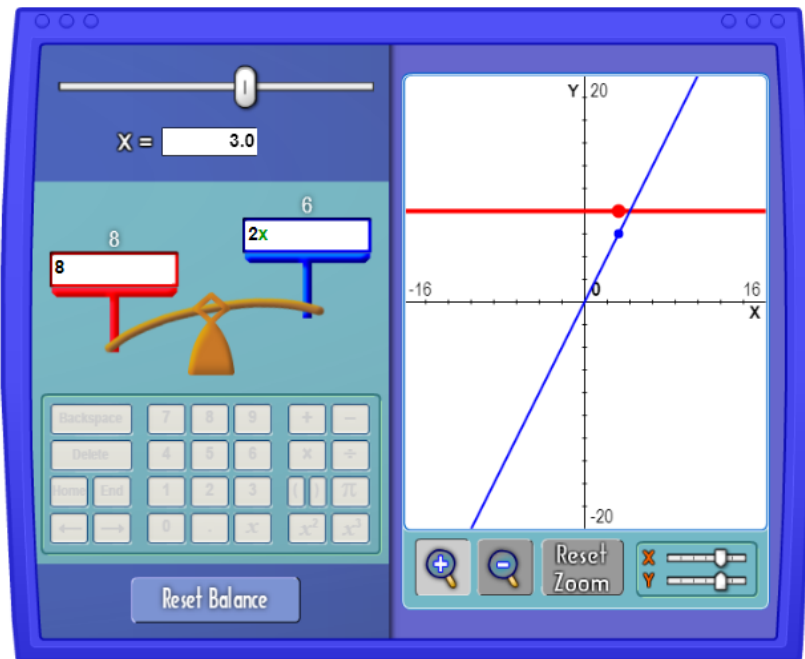 X = 3.0
8
8
6
2x
Backspace 7 8 9 + −
Delete 4 5 6 × ÷
Home End 1 2 3 ( ) π
← → 0 . x x² x³
Reset Balance
Y 20
-16 0 16
X
-20
Reset
Zoom
X
Y